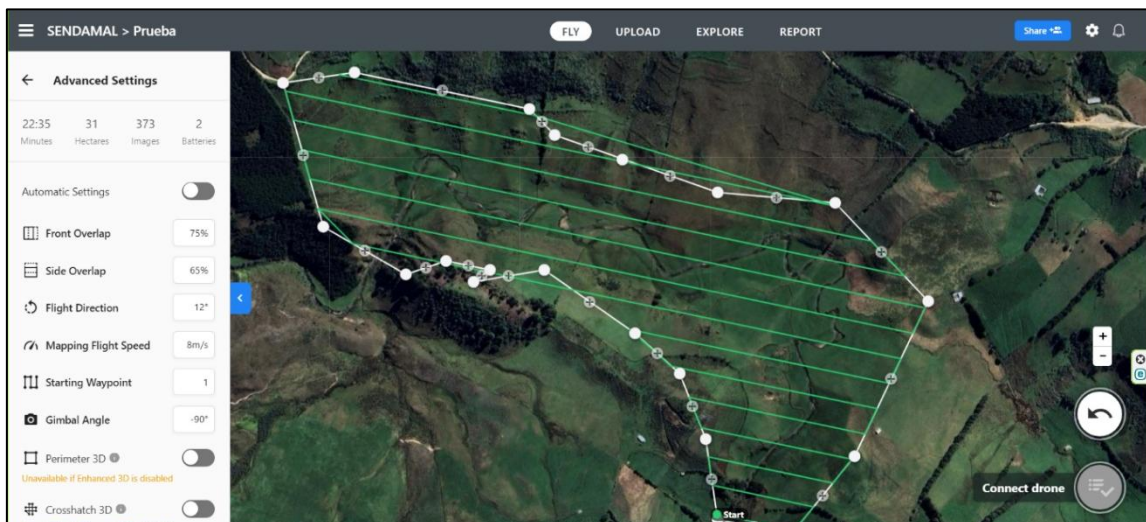 SENDAMAL > Prueba
FLY UPLOAD EXPLORE REPORT
Share
Advanced Settings
22:35 31 373 2
Minutes Hectares Images Batteries
Automatic Settings
Front Overlap 75%
Side Overlap 65%
Flight Direction 12°
Mapping Flight Speed 8m/s
Starting Waypoint 1
Gimbal Angle -90°
Perimeter 3D
Unavailable if Enhanced 3D is disabled
Crosshatch 3D
+
−
Connect drone
Start